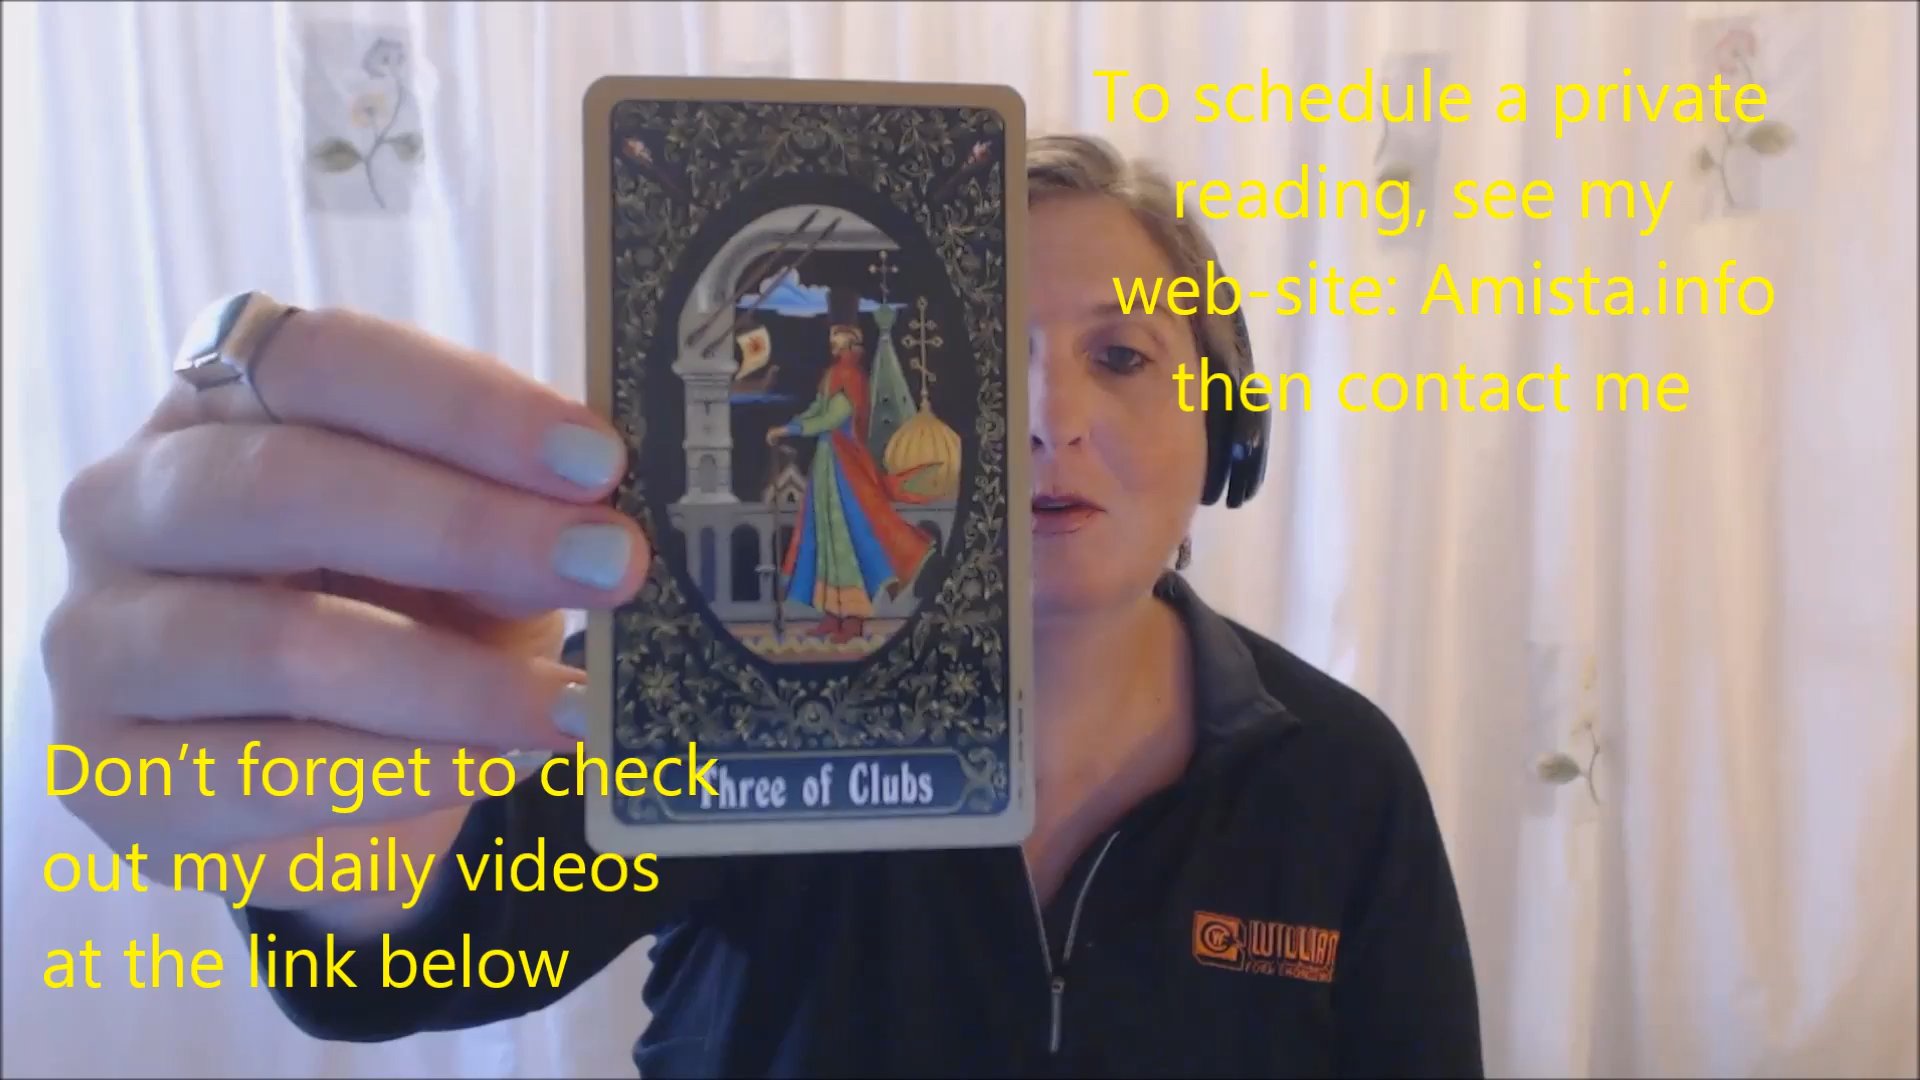 To schedule a private
reading, see my
web-site: Amista.info
then contact me
Three of Clubs
Don't forget to check
out my daily videos
at the link below